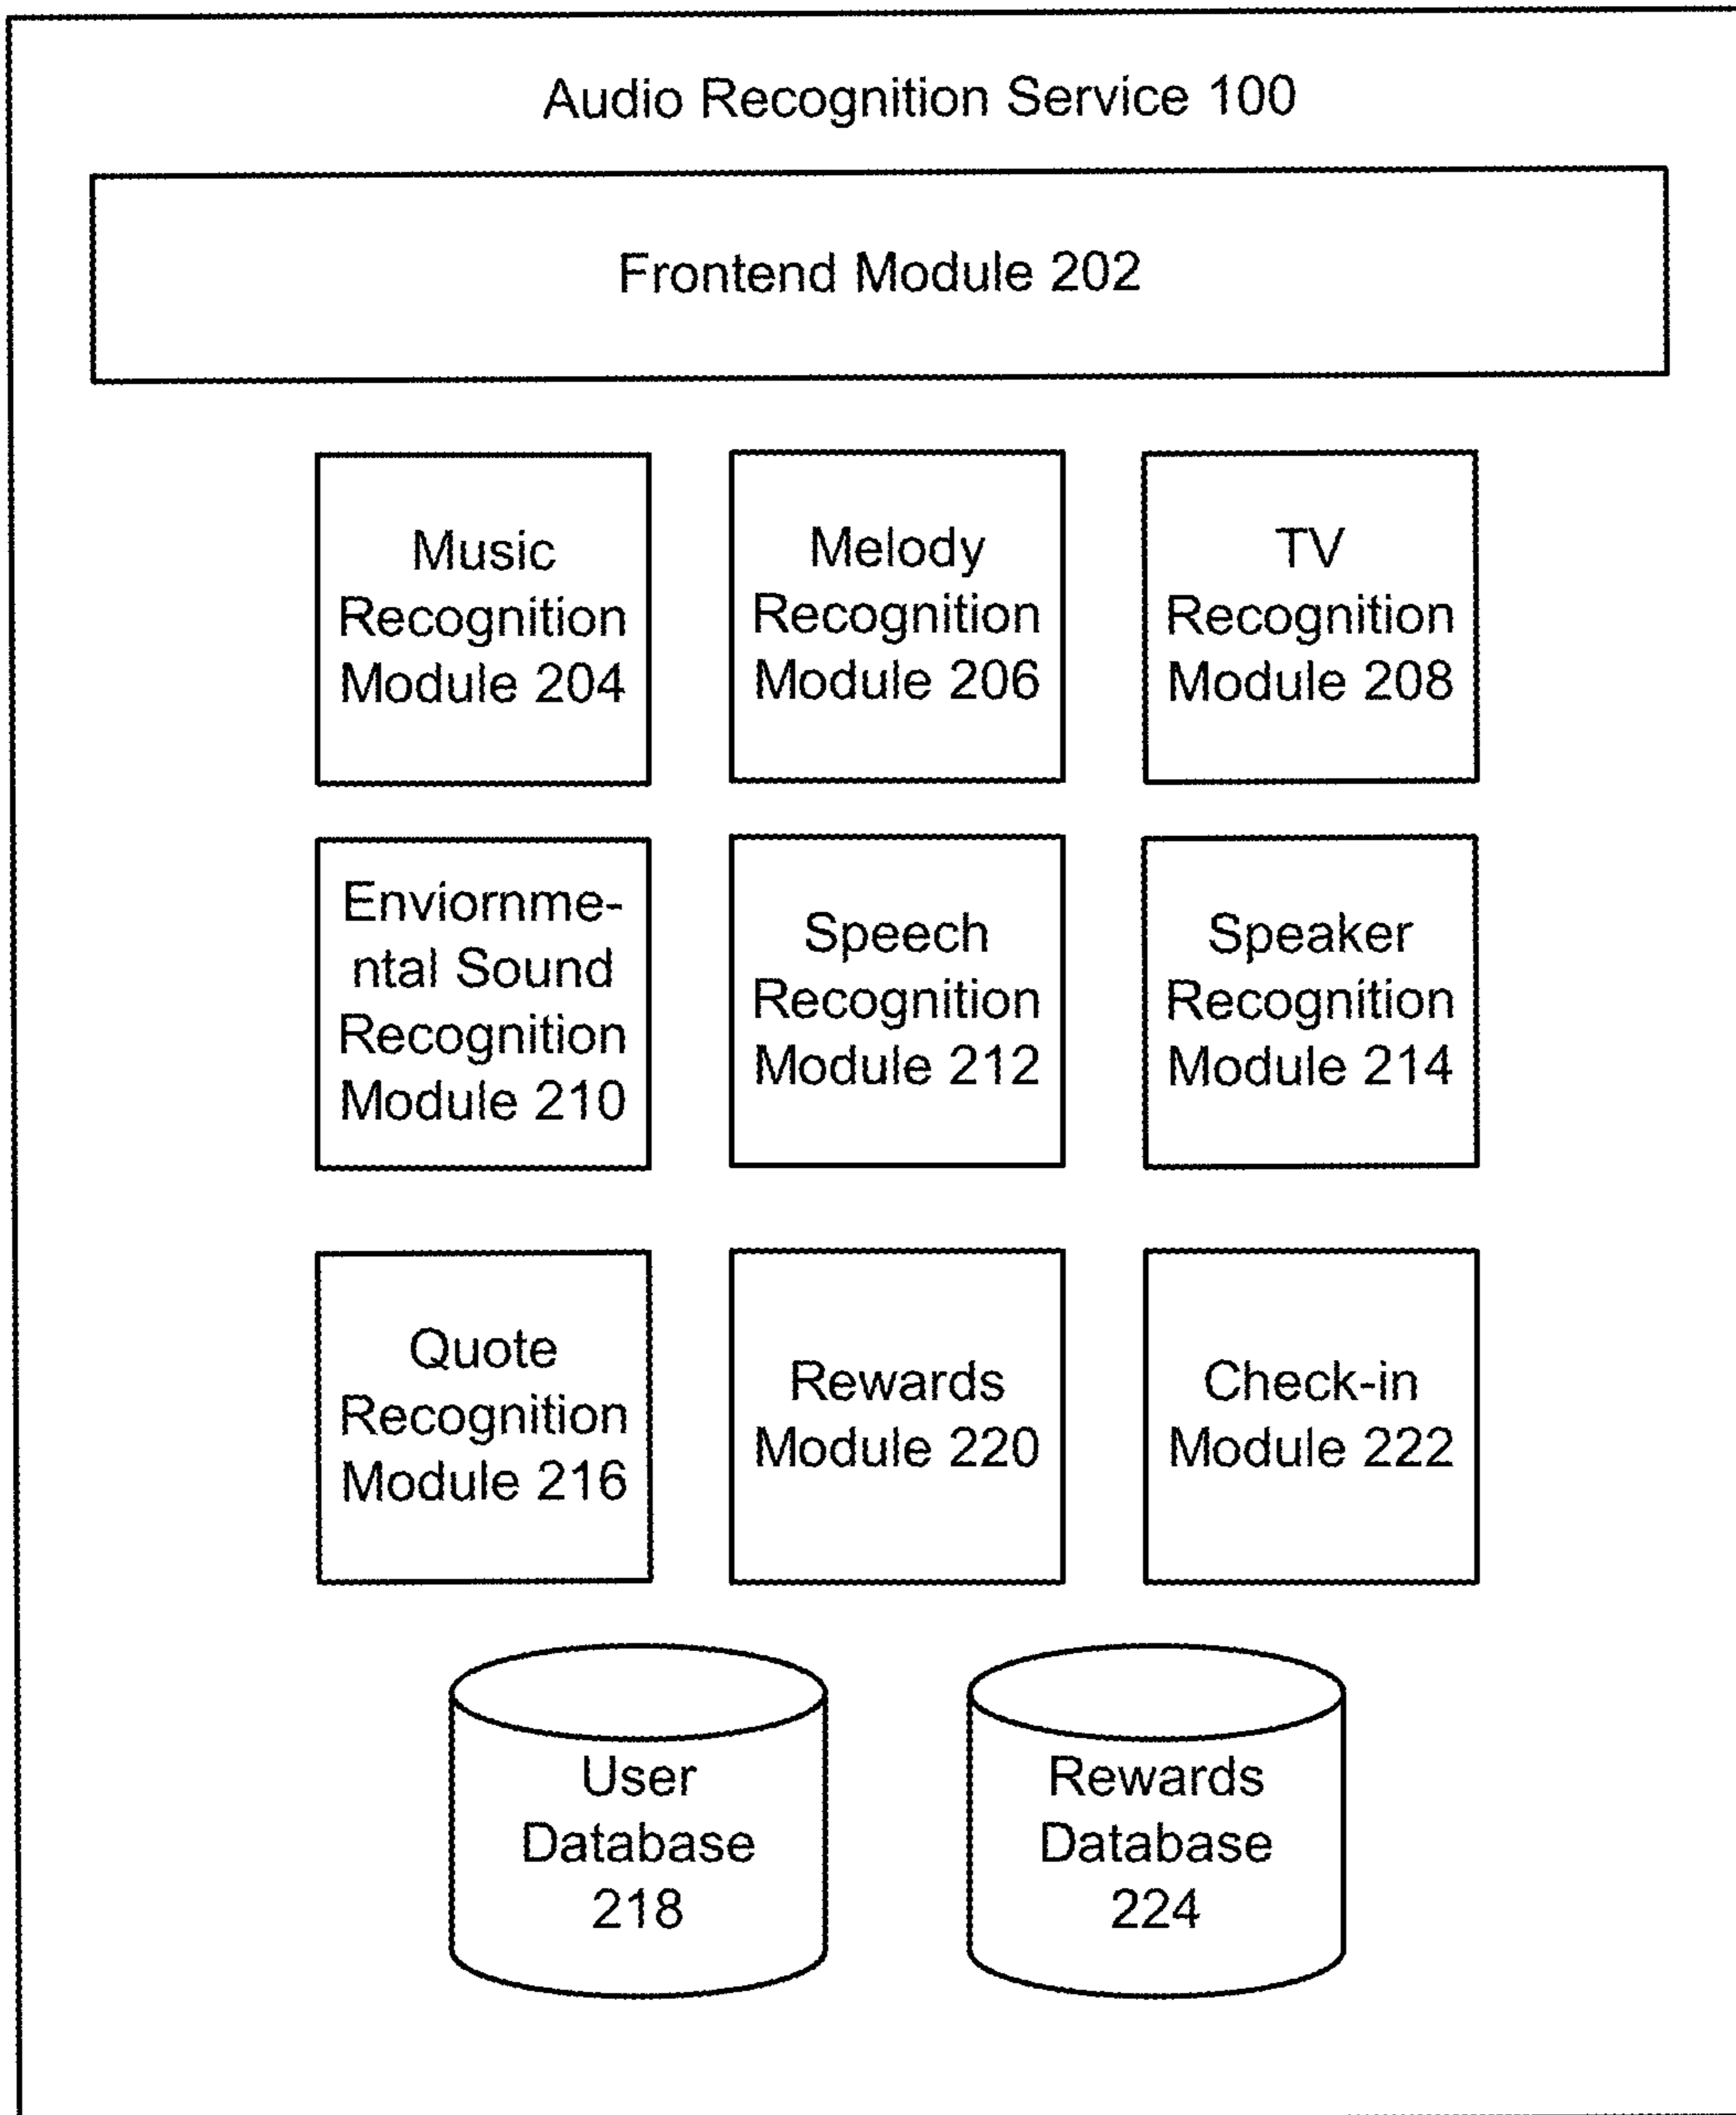 Audio Recognition Service 100
Frontend Module 202
Music
Recognition
Module 204
Melody
Recognition
Module 206
TV
Recognition
Module 208
Enviornme-
ntal Sound
Recognition
Module 210
Speech
Recognition
Module 212
Speaker
Recognition
Module 214
Quote
Recognition
Module 216
Rewards
Module 220
Check-in
Module 222
User
Database
218
Rewards
Database
224